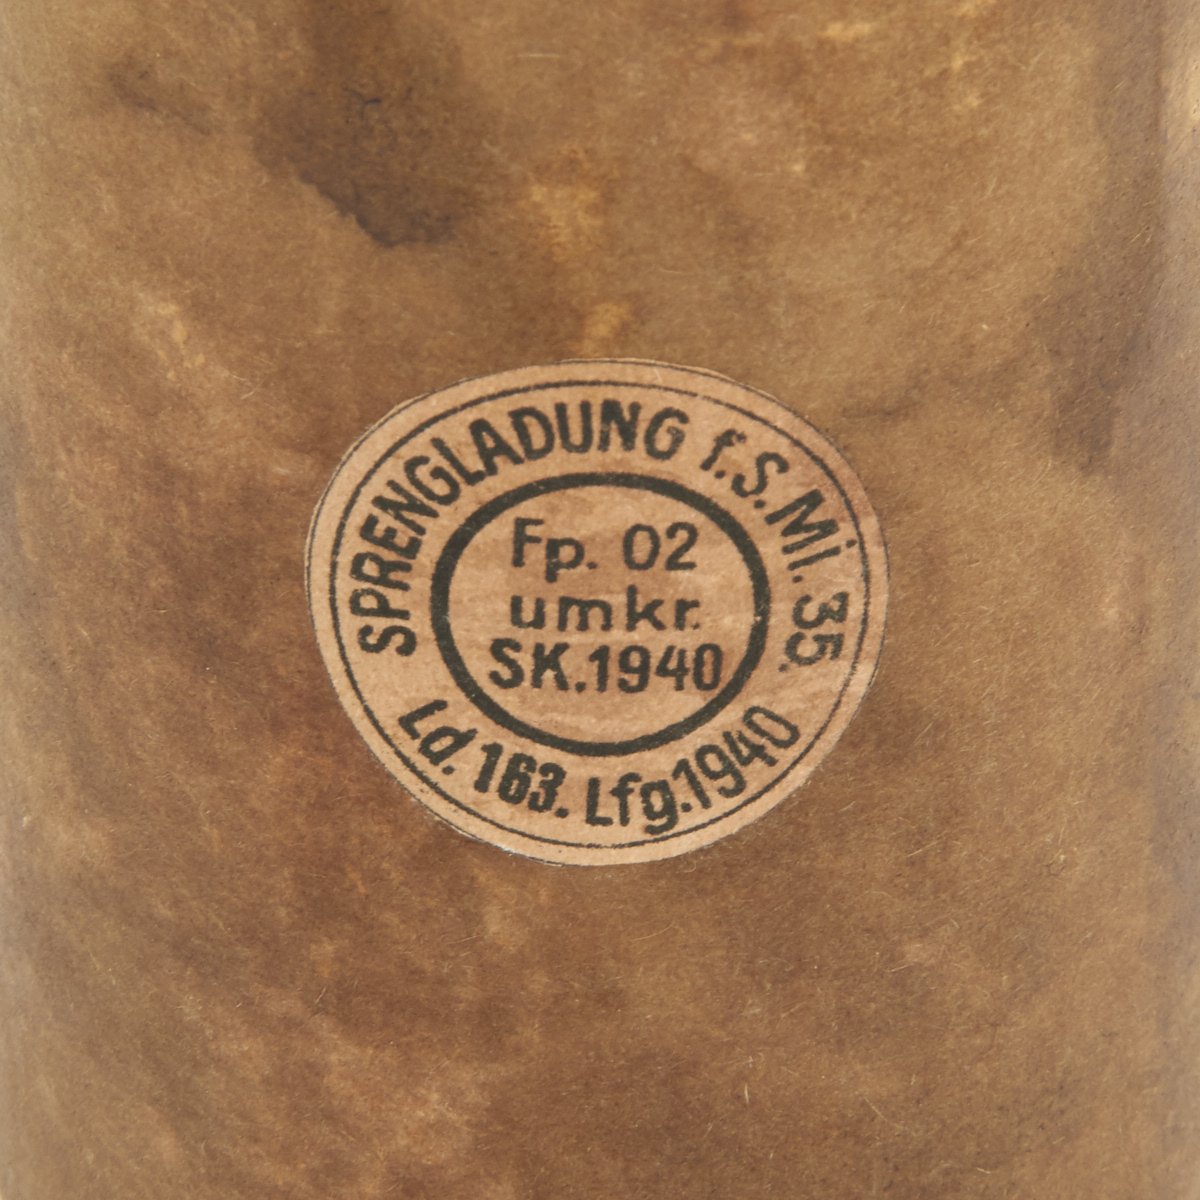 SPRENGLADUNG f.S.Mi.35.
Fp. 02
umkr.
SK.1940
Ld.163. Lfg.1940